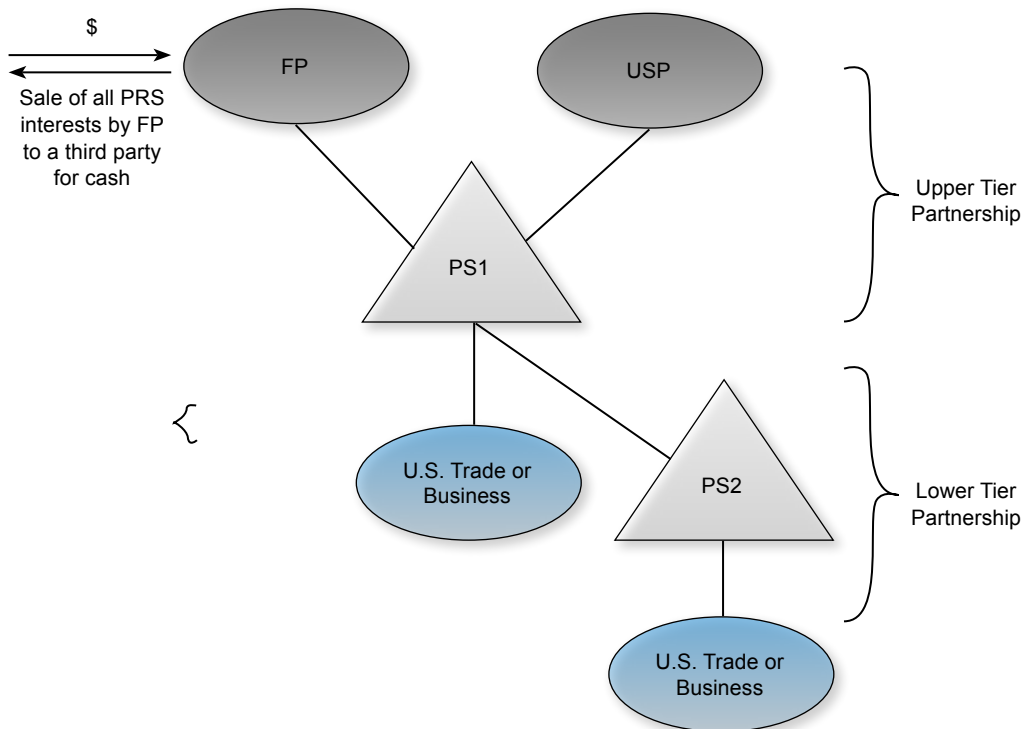 $
Sale of all PRS
interests by FP
to a third party
for cash
FP
USP
PS1
Upper Tier
Partnership
U.S. Trade or
Business
PS2
Lower Tier
Partnership
U.S. Trade or
Business